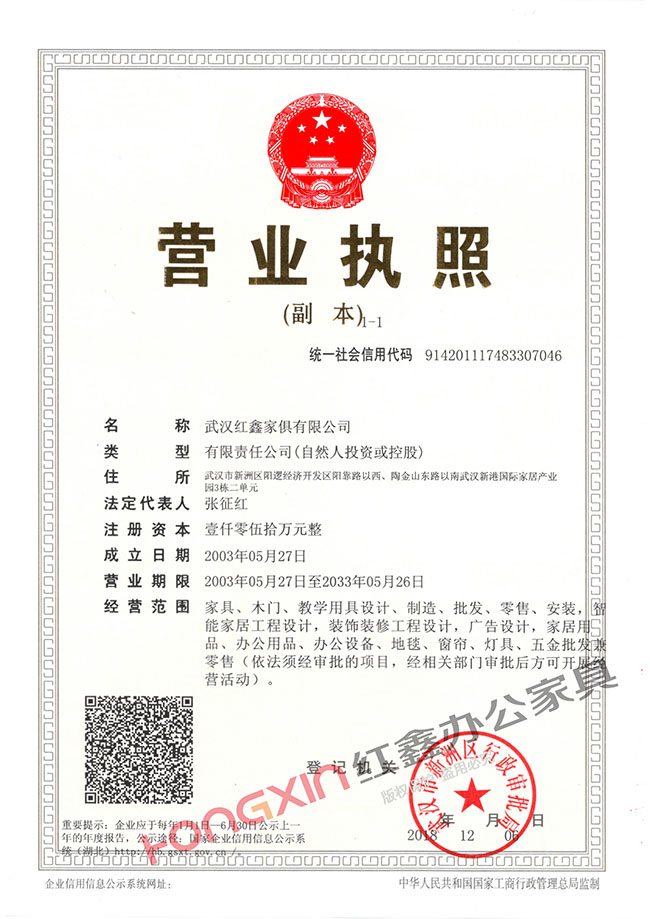 营业执照
(副 本)1-1
统一社会信用代码 914201117483307046
名称 武汉红鑫家俱有限公司
类型 有限责任公司(自然人投资或控股)
住所 武汉市新洲区阳逻经济开发区阳靠路以西、陶金山东路以南武汉新港国际家居产业
园3栋二单元
法定代表人 张征红
注册资本 壹仟零伍拾万元整
成立日期 2003年05月27日
营业期限 2003年05月27日至2033年05月26日
经营范围 家具、木门、教学用具设计、制造、批发、零售、安装，智
能家居工程设计，装饰装修工程设计，广告设计，家居用
品、办公用品、办公设备、地毯、窗帘、灯具、五金批发兼
零售（依法须经审批的项目，经相关部门审批后方可开展经
营活动）。
HONGXIN红鑫办公家具
版权保护 盗用必究
登记机关
武汉市新洲区行政审批局
2018年12月06日
重要提示：企业应于每年1月1日—6月30日公示上一
年的年度报告，公示途径：国家企业信用信息公示系
统（湖北）http://hb.gsxt.gov.cn/。
企业信用信息公示系统网址：
中华人民共和国国家工商行政管理总局监制